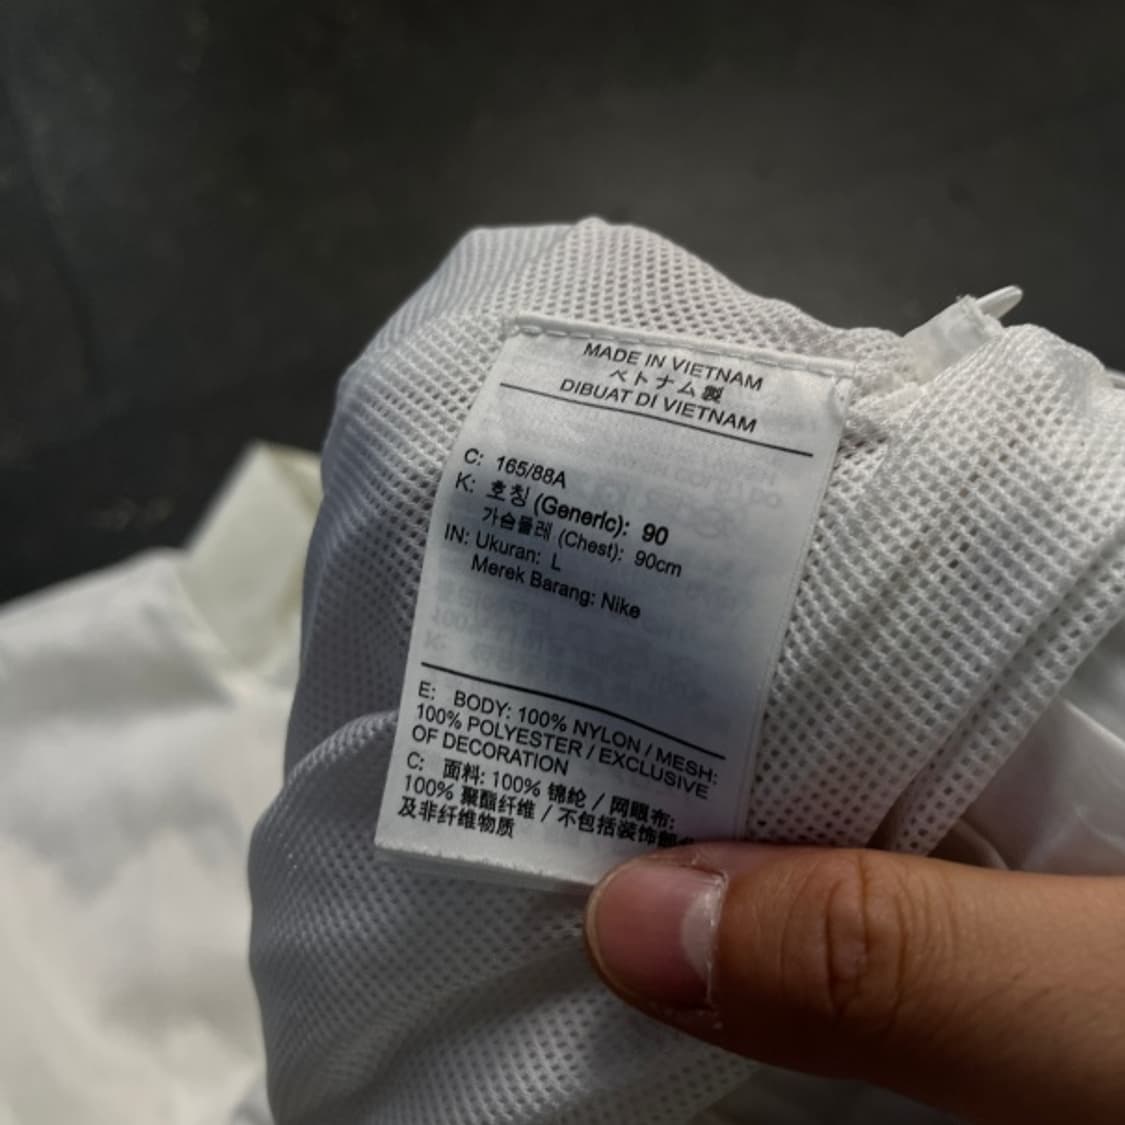 MADE IN VIETNAM
ベトナム製
DIBUAT DI VIETNAM
C: 165/88A
K: 호칭 (Generic): 90
가슴둘레 (Chest): 90cm
IN: Ukuran: L
Merek Barang: Nike
E: BODY: 100% NYLON / MESH:
100% POLYESTER / EXCLUSIVE
OF DECORATION
C: 面料: 100% 锦纶 / 网眼布:
100% 聚酯纤维 / 不包括装饰部位
及非纤维物质